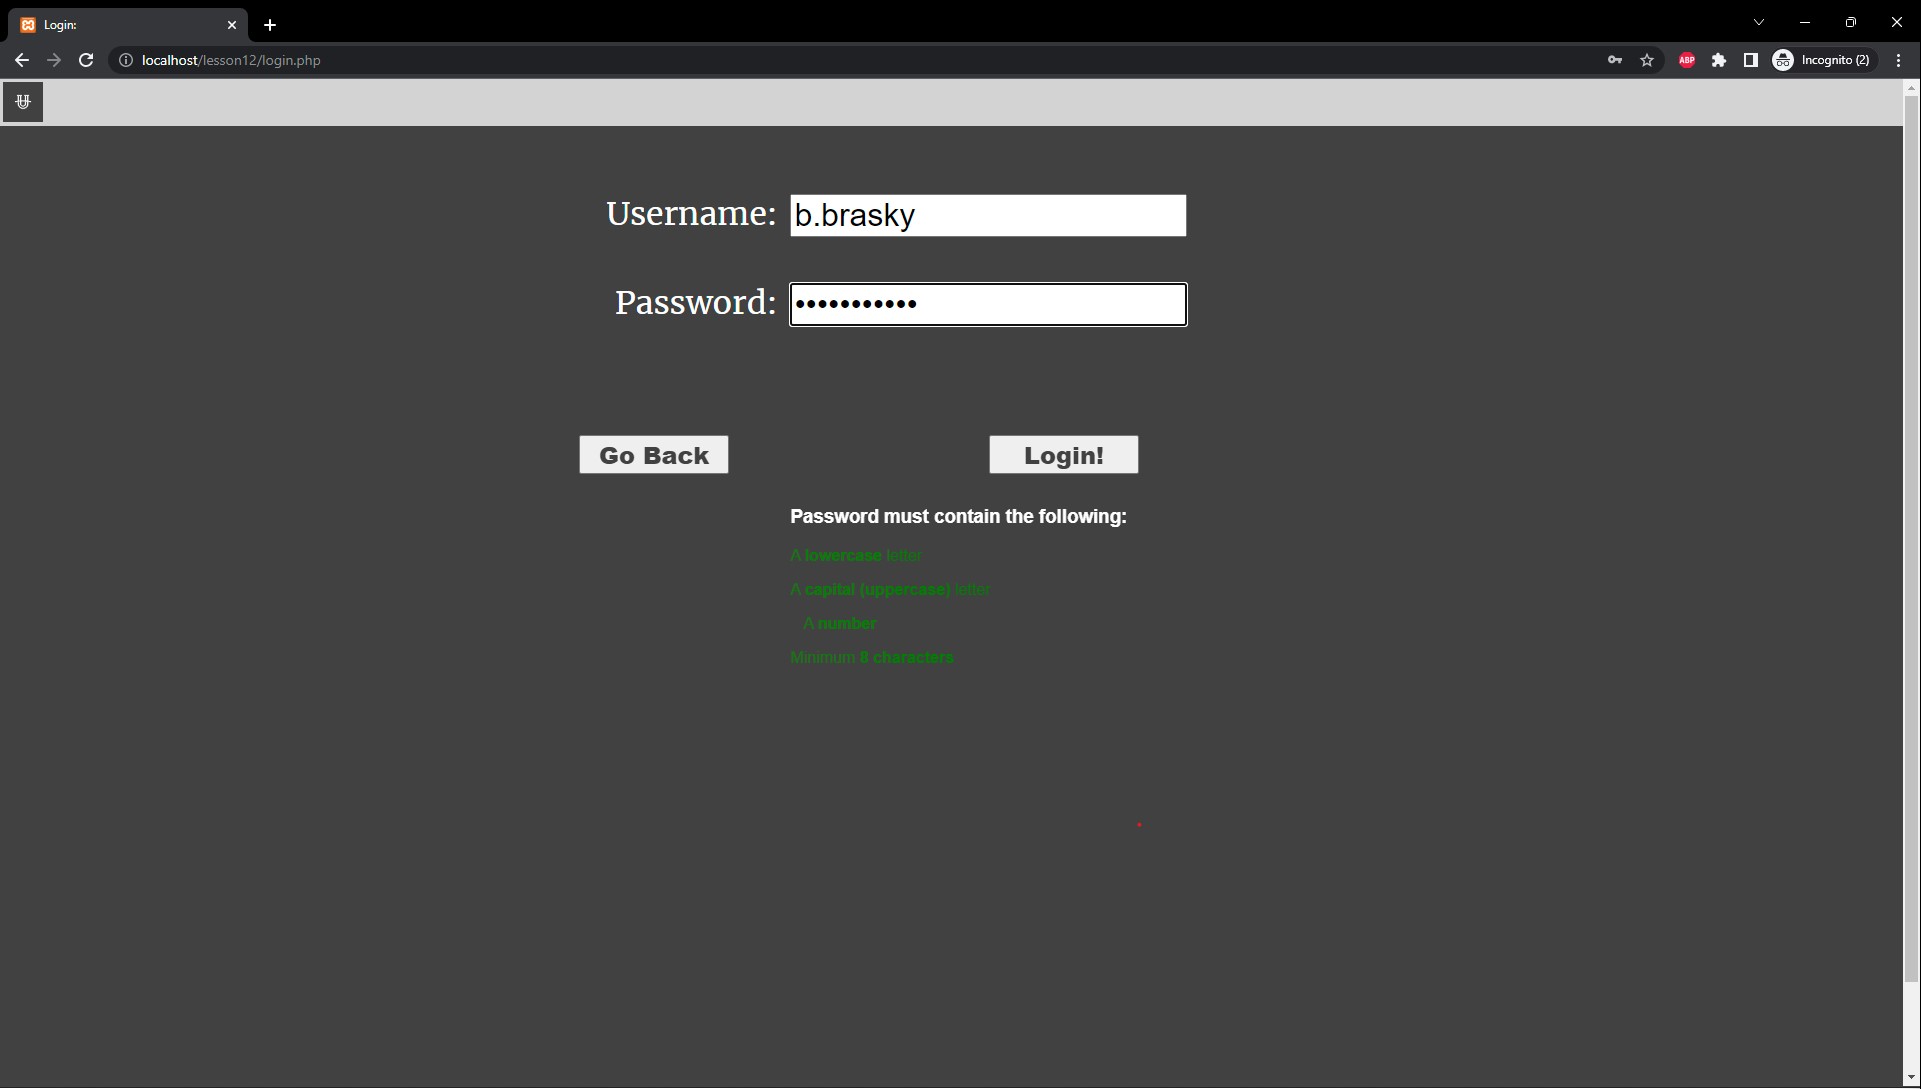 Login:
localhost/lesson12/login.php
ABP
Incognito (2)
Username: b.brasky
Password: •••••••••••
Go Back
Login!
Password must contain the following:
A lowercase letter
A capital (uppercase) letter
A number
Minimum 8 characters